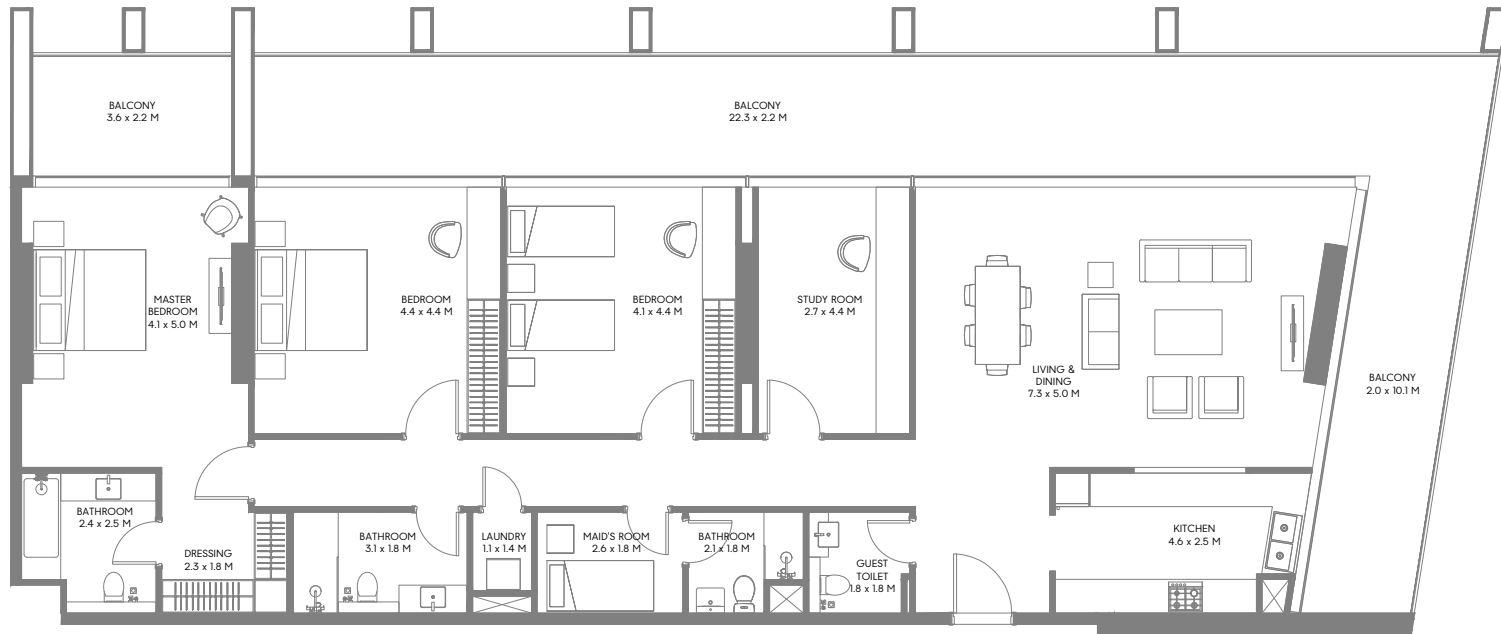 BALCONY
3.6 x 2.2 M
BALCONY
22.3 x 2.2 M
MASTER
BEDROOM
4.1 x 5.0 M
BEDROOM
4.4 x 4.4 M
BEDROOM
4.1 x 4.4 M
STUDY ROOM
2.7 x 4.4 M
LIVING &
DINING
7.3 x 5.0 M
BALCONY
2.0 x 10.1 M
BATHROOM
2.4 x 2.5 M
DRESSING
2.3 x 1.8 M
BATHROOM
3.1 x 1.8 M
LAUNDRY
1.1 x 1.4 M
MAID'S ROOM
2.6 x 1.8 M
BATHROOM
2.1 x 1.8 M
GUEST
TOILET
1.8 x 1.8 M
KITCHEN
4.6 x 2.5 M